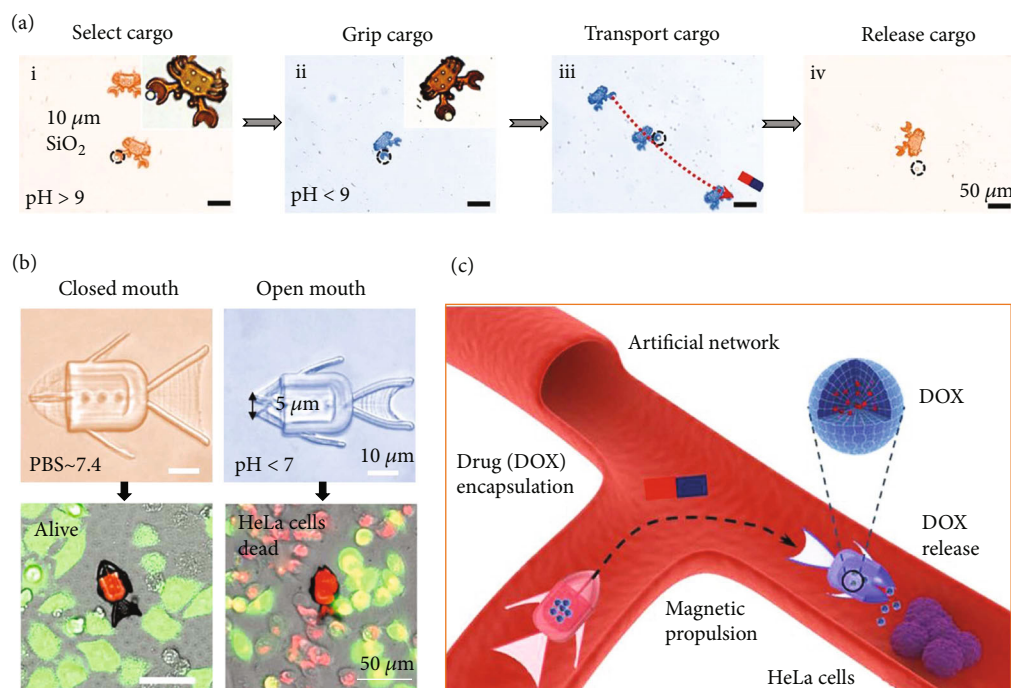 (a)
Select cargo
Grip cargo
Transport cargo
Release cargo
i
10 μm
SiO₂
pH > 9
ii
pH < 9
iii
iv
50 μm
(b)
Closed mouth
Open mouth
PBS~7.4
5 μm
pH < 7
10 μm
Alive
HeLa cells
dead
50 μm
(c)
Artificial network
DOX
Drug (DOX)
encapsulation
DOX
release
Magnetic
propulsion
HeLa cells